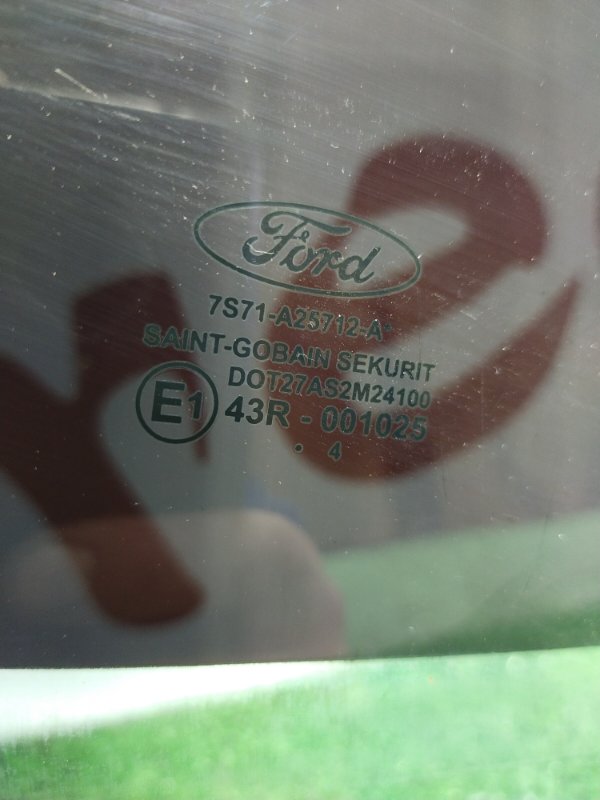 Ford
7S71-A25712-A*
SAINT-GOBAIN SEKURIT
DOT27AS2M24100
E1 43R - 001025
. 4